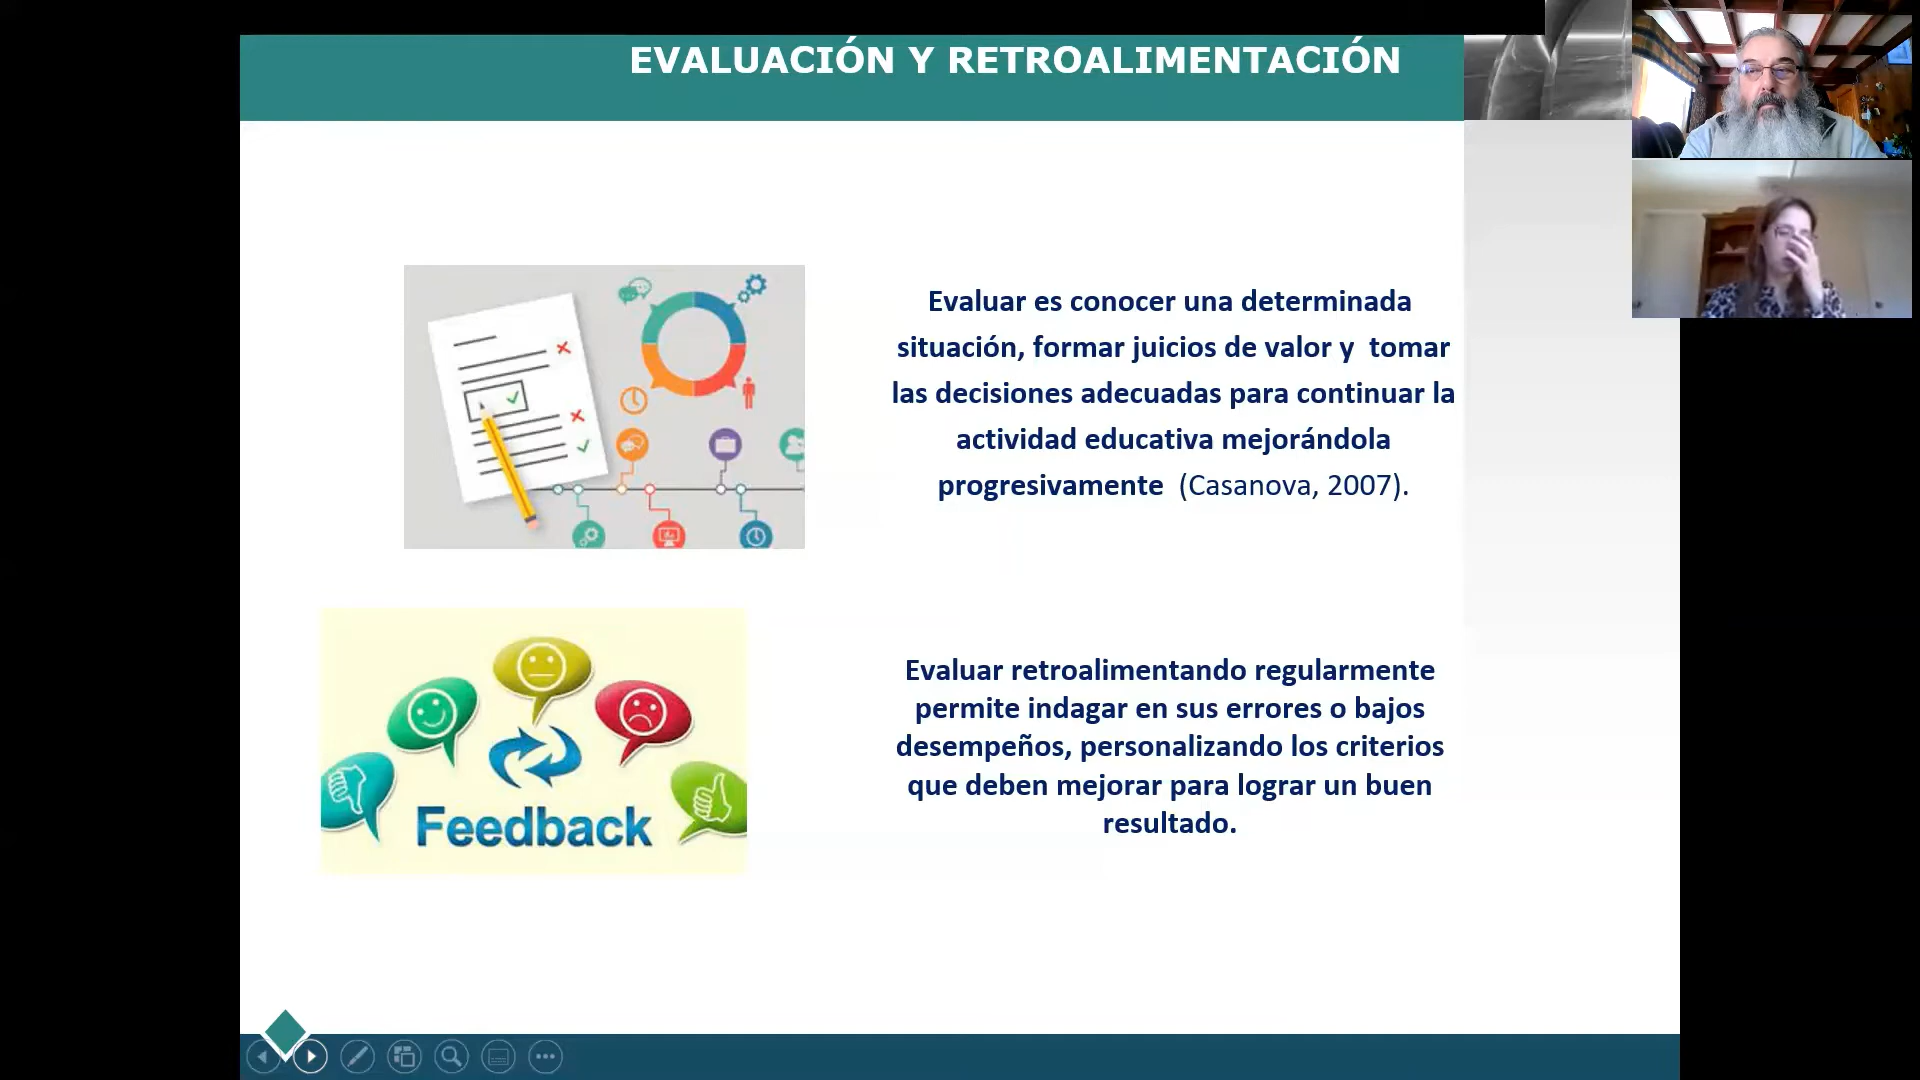 EVALUACIÓN Y RETROALIMENTACIÓN
Evaluar es conocer una determinada
situación, formar juicios de valor y tomar
las decisiones adecuadas para continuar la
actividad educativa mejorándola
progresivamente (Casanova, 2007).
Feedback
Evaluar retroalimentando regularmente
permite indagar en sus errores o bajos
desempeños, personalizando los criterios
que deben mejorar para lograr un buen
resultado.